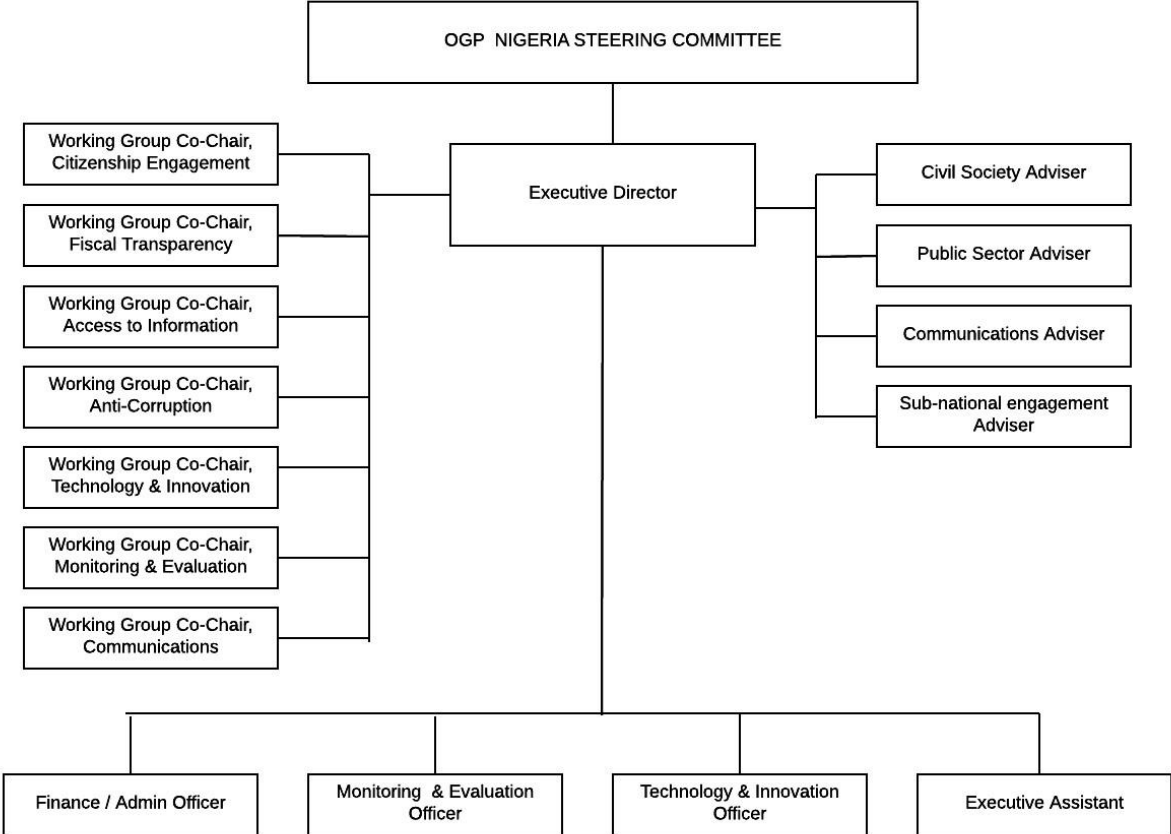 OGP NIGERIA STEERING COMMITTEE
Executive Director
Working Group Co-Chair,
Citizenship Engagement
Working Group Co-Chair,
Fiscal Transparency
Working Group Co-Chair,
Access to Information
Working Group Co-Chair,
Anti-Corruption
Working Group Co-Chair,
Technology & Innovation
Working Group Co-Chair,
Monitoring & Evaluation
Working Group Co-Chair,
Communications
Civil Society Adviser
Public Sector Adviser
Communications Adviser
Sub-national engagement
Adviser
Finance / Admin Officer
Monitoring & Evaluation
Officer
Technology & Innovation
Officer
Executive Assistant